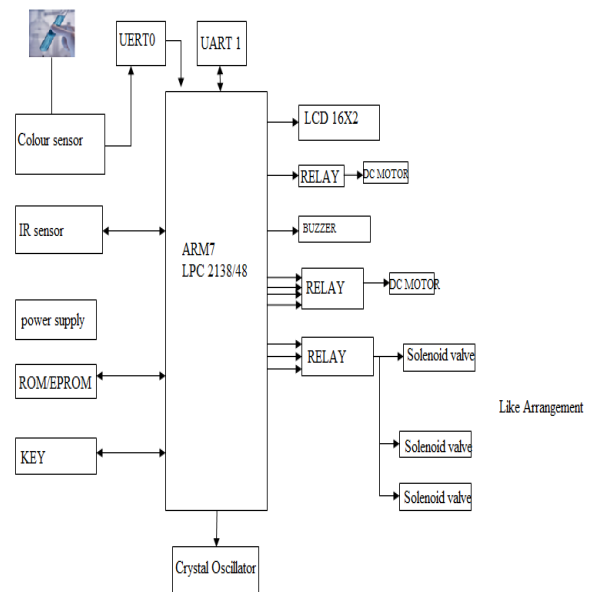 UERT0
UART 1
Colour sensor
LCD 16X2
RELAY
DC MOTOR
IR sensor
BUZZER
ARM7
LPC 2138/48
RELAY
DC MOTOR
power supply
RELAY
Solenoid valve
ROM/EPROM
Like Arrangement
KEY
Solenoid valve
Solenoid valve
Crystal Oscillator